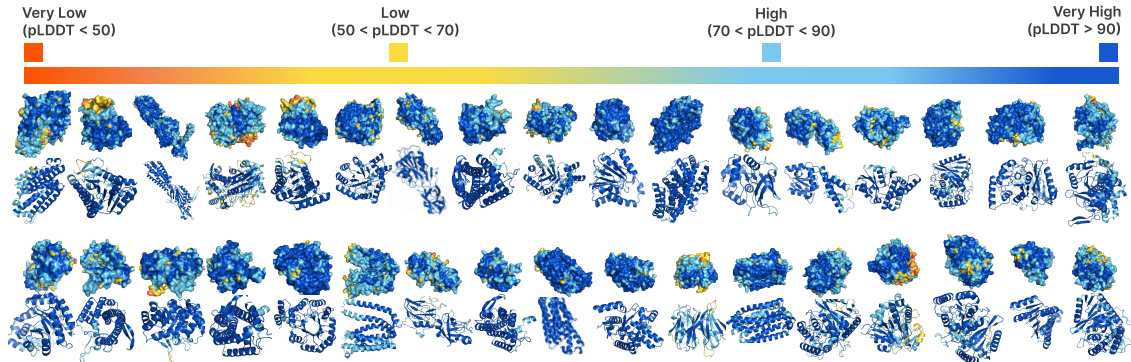 Very Low
(pLDDT < 50)
Low
(50 < pLDDT < 70)
High
(70 < pLDDT < 90)
Very High
(pLDDT > 90)